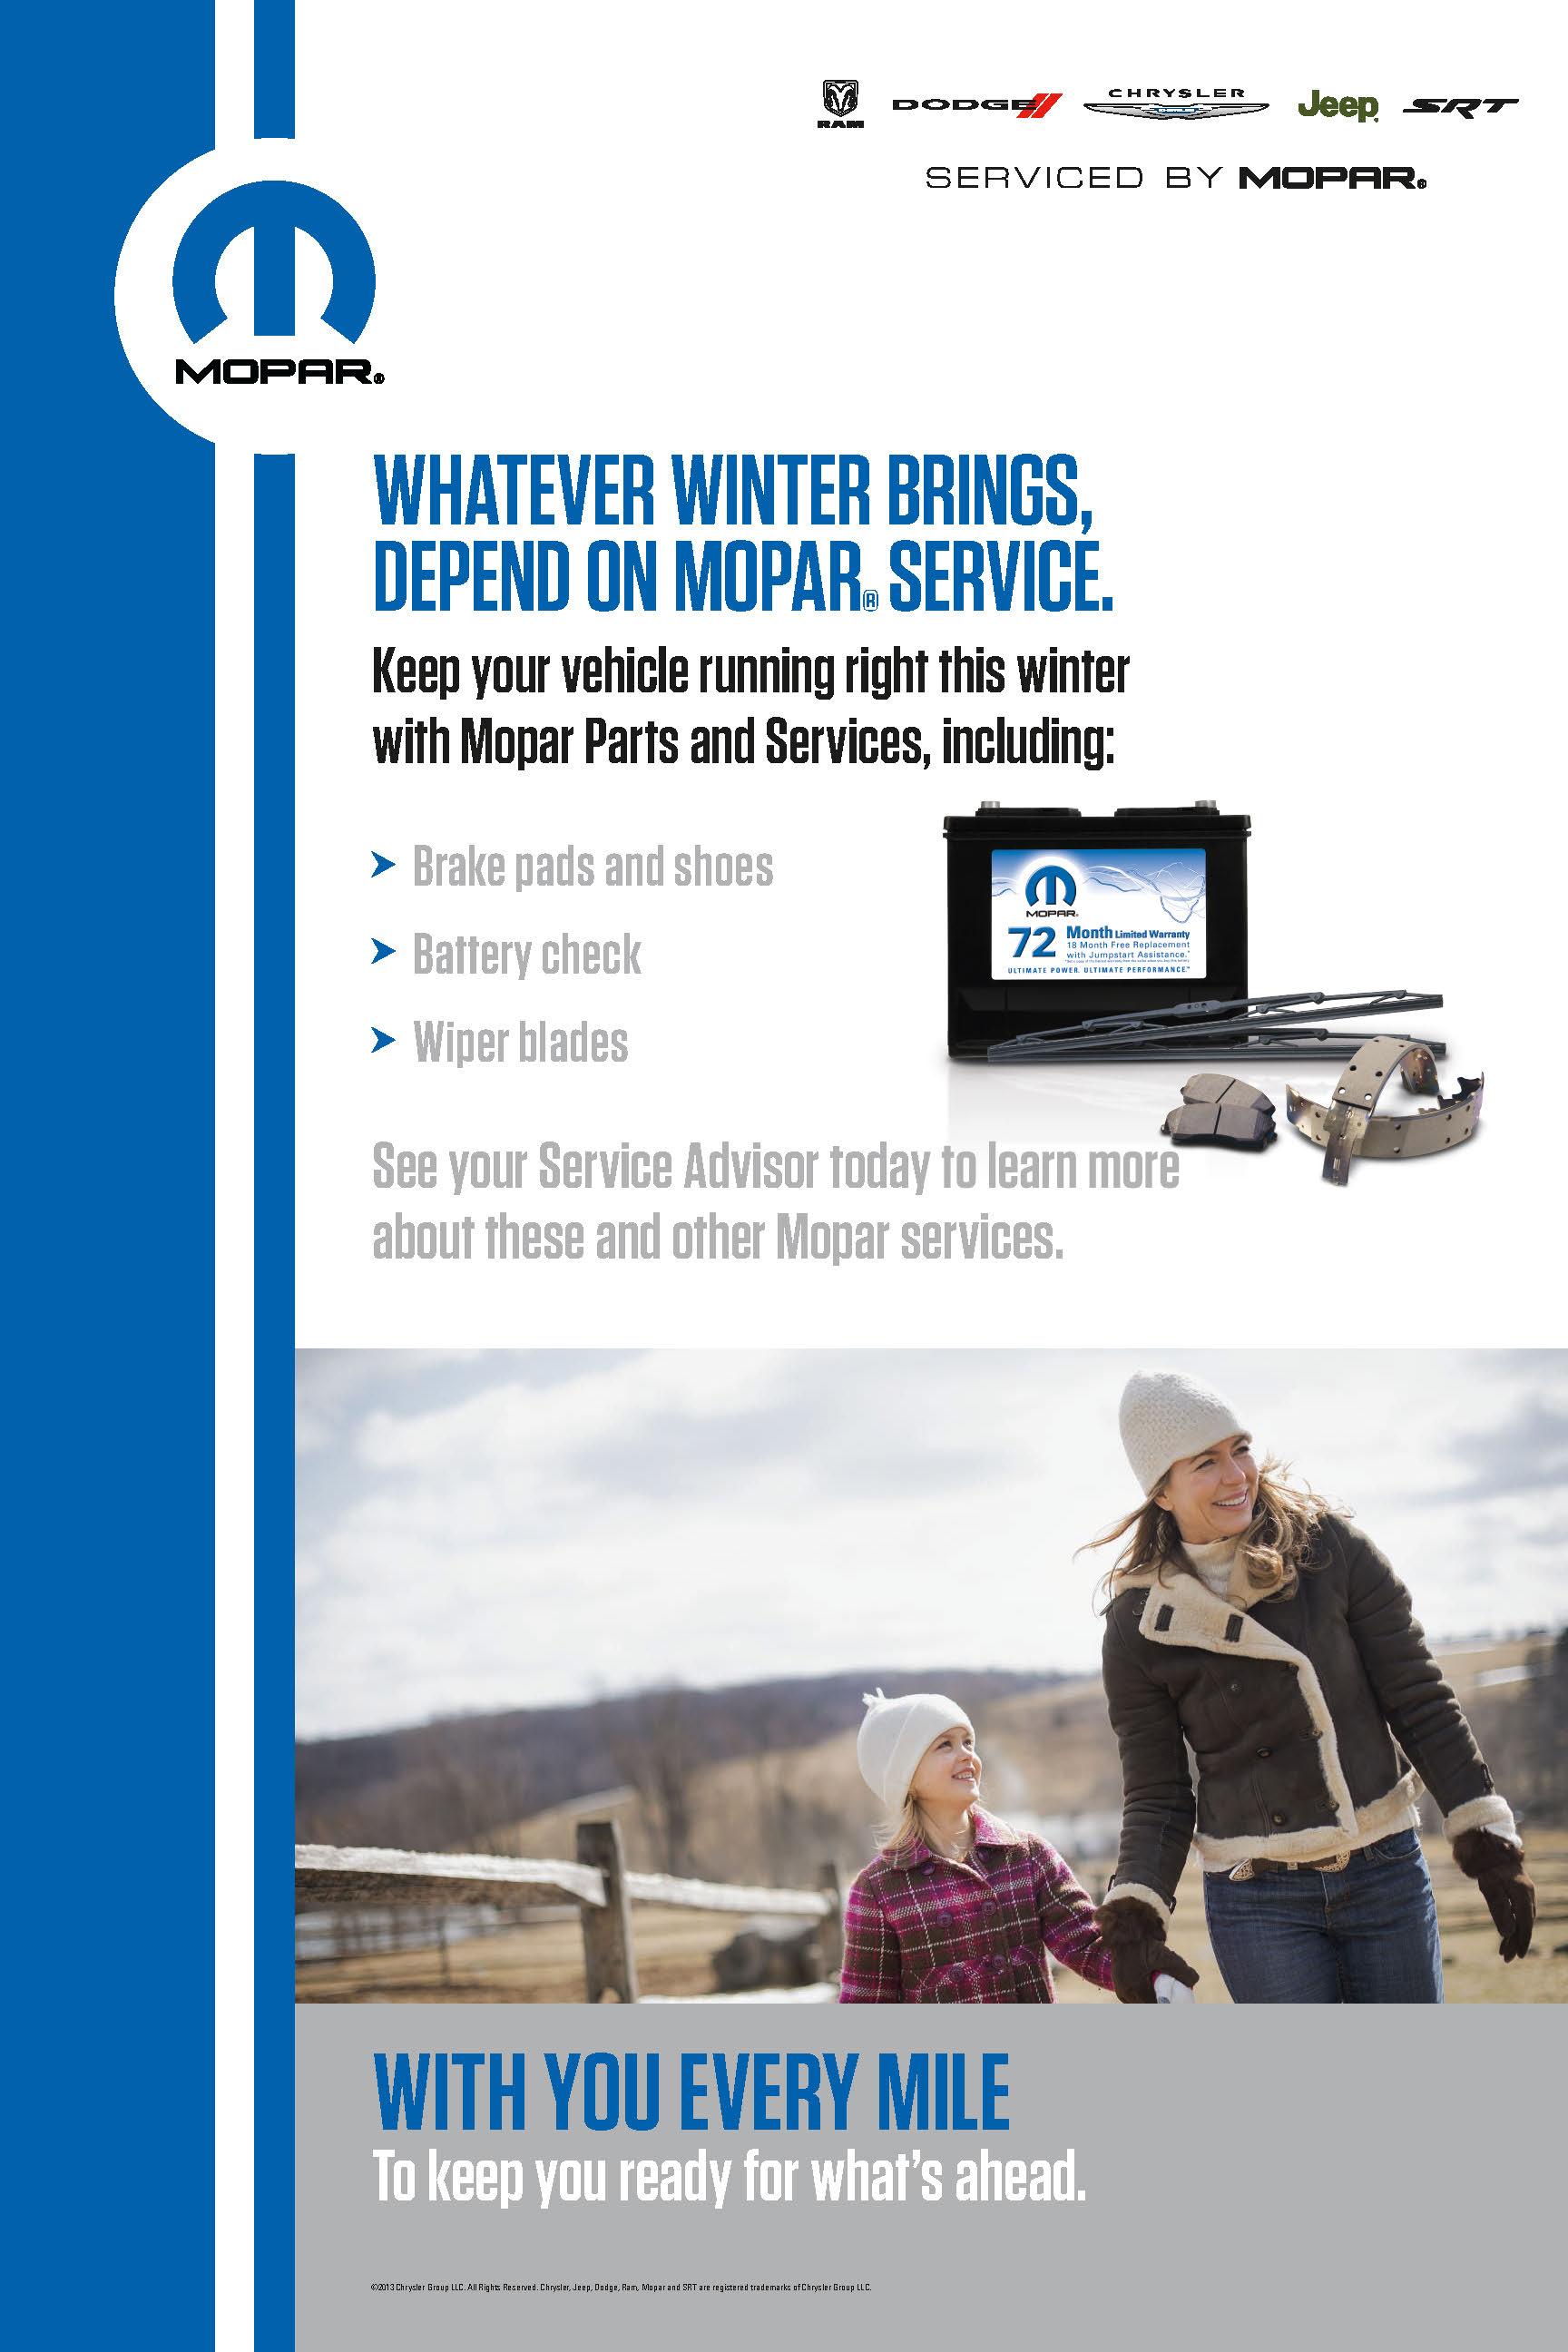 RAM DODGE CHRYSLER Jeep SRT
SERVICED BY MOPAR®
MOPAR®
WHATEVER WINTER BRINGS,
DEPEND ON MOPAR® SERVICE.
Keep your vehicle running right this winter
with Mopar Parts and Services, including:
Brake pads and shoes
Battery check
Wiper blades
MOPAR
72 Month Limited Warranty
18 Month Free Replacement
with Jumpstart Assistance.*
ULTIMATE POWER. ULTIMATE PERFORMANCE.™
See your Service Advisor today to learn more
about these and other Mopar services.
WITH YOU EVERY MILE
To keep you ready for what’s ahead.
©2013 Chrysler Group LLC. All Rights Reserved. Chrysler, Jeep, Dodge, Ram, Mopar and SRT are registered trademarks of Chrysler Group LLC.